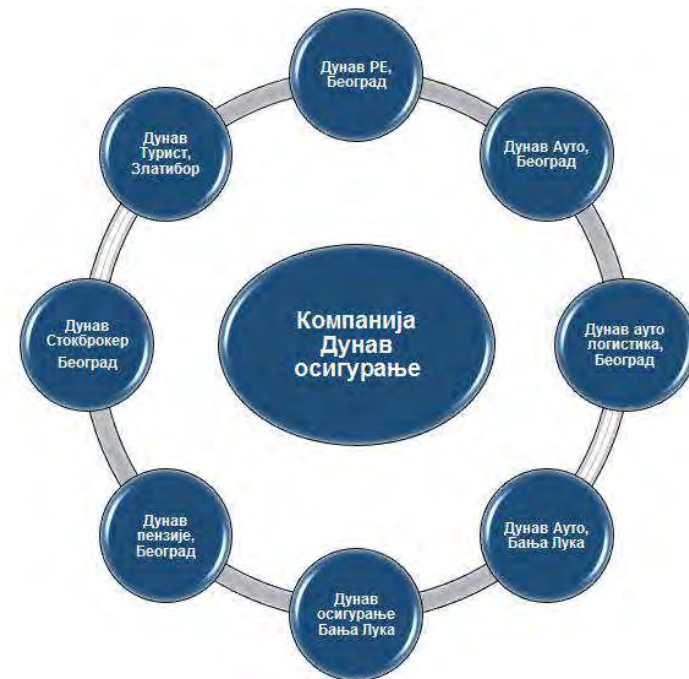 Дунав РЕ,
Београд
Дунав Ауто,
Београд
Дунав ауто
логистика,
Београд
Дунав Ауто,
Бања Лука
Дунав
осигурање
Бања Лука
Дунав
пензије,
Београд
Дунав
Стокброкер
Београд
Дунав
Турист,
Златибор
Компанија
Дунав
осигурање